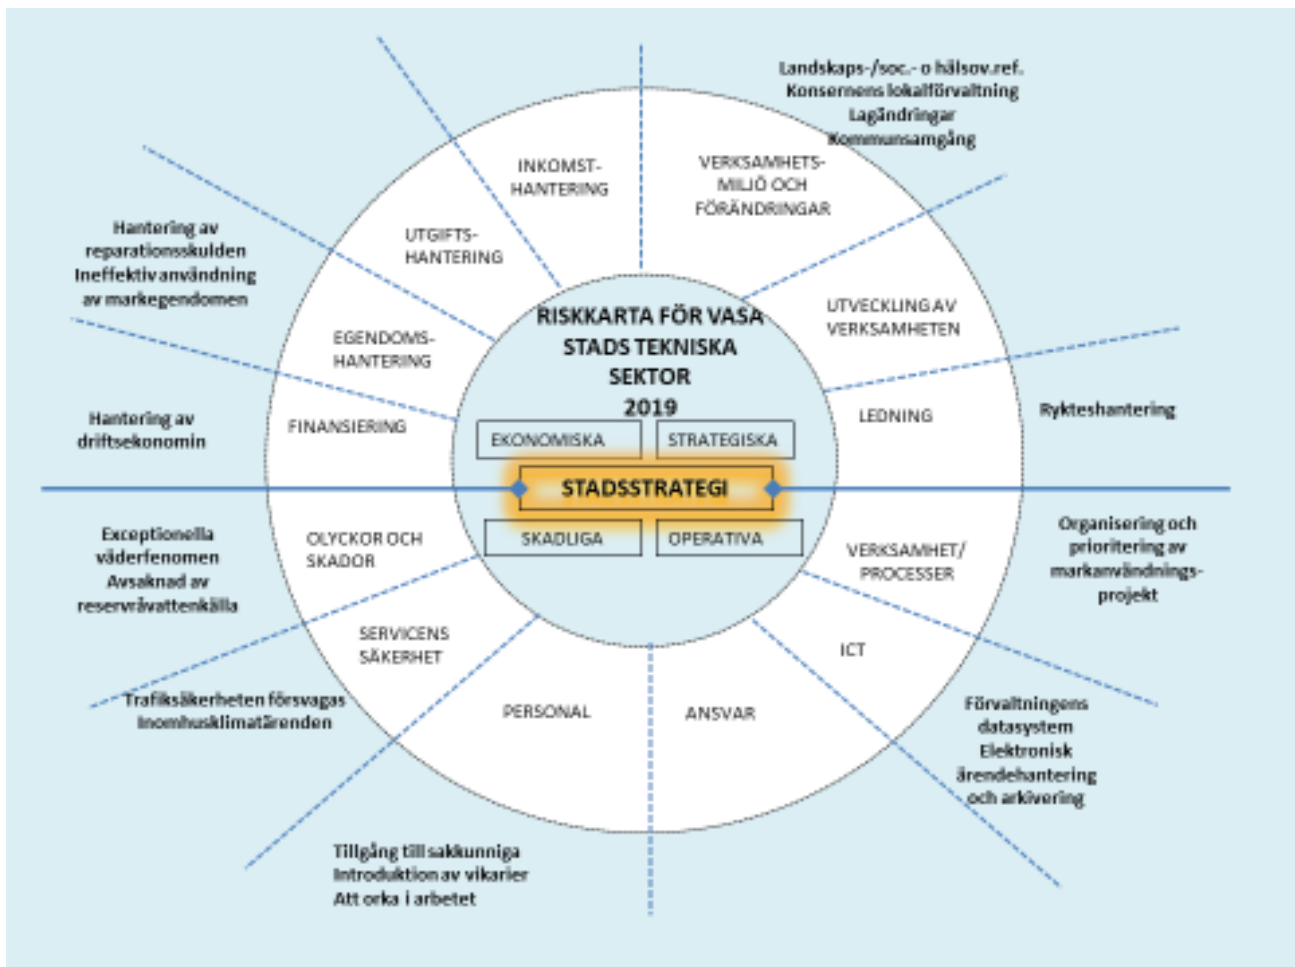 Landskaps-/soc.- o hälsov.ref.
Konsernens lokalförvaltning
Lagändringar
Kommunsamgång
INKOMST-
HANTERING
VERKSAMHETS-
MILJÖ OCH
FÖRÄNDRINGAR
UTGIFTS-
HANTERING
Hantering av
reparationsskulden
Ineffektiv användning
av markegendomen
UTVECKLING AV
VERKSAMHETEN
EGENDOMS-
HANTERING
RISKKARTA FÖR VASA
STADS TEKNISKA
SEKTOR
2019
LEDNING
Rykteshantering
Hantering av
driftsekonomin
FINANSIERING
EKONOMISKA
STRATEGISKA
STADSSTRATEGI
SKADLIGA
OPERATIVA
Exceptionella
väderfenomen
Avsaknad av
reservråvattenkälla
OLYCKOR OCH
SKADOR
VERKSAMHET/
PROCESSER
Organisering och
prioritering av
markanvändnings-
projekt
SERVICENS
SÄKERHET
ICT
Trafiksäkerheten försvagas
Inomhusklimatärenden
PERSONAL
ANSVAR
Förvaltningens
datasystem
Elektronisk
ärendehantering
och arkivering
Tillgång till sakkunniga
Introduktion av vikarier
Att orka i arbetet